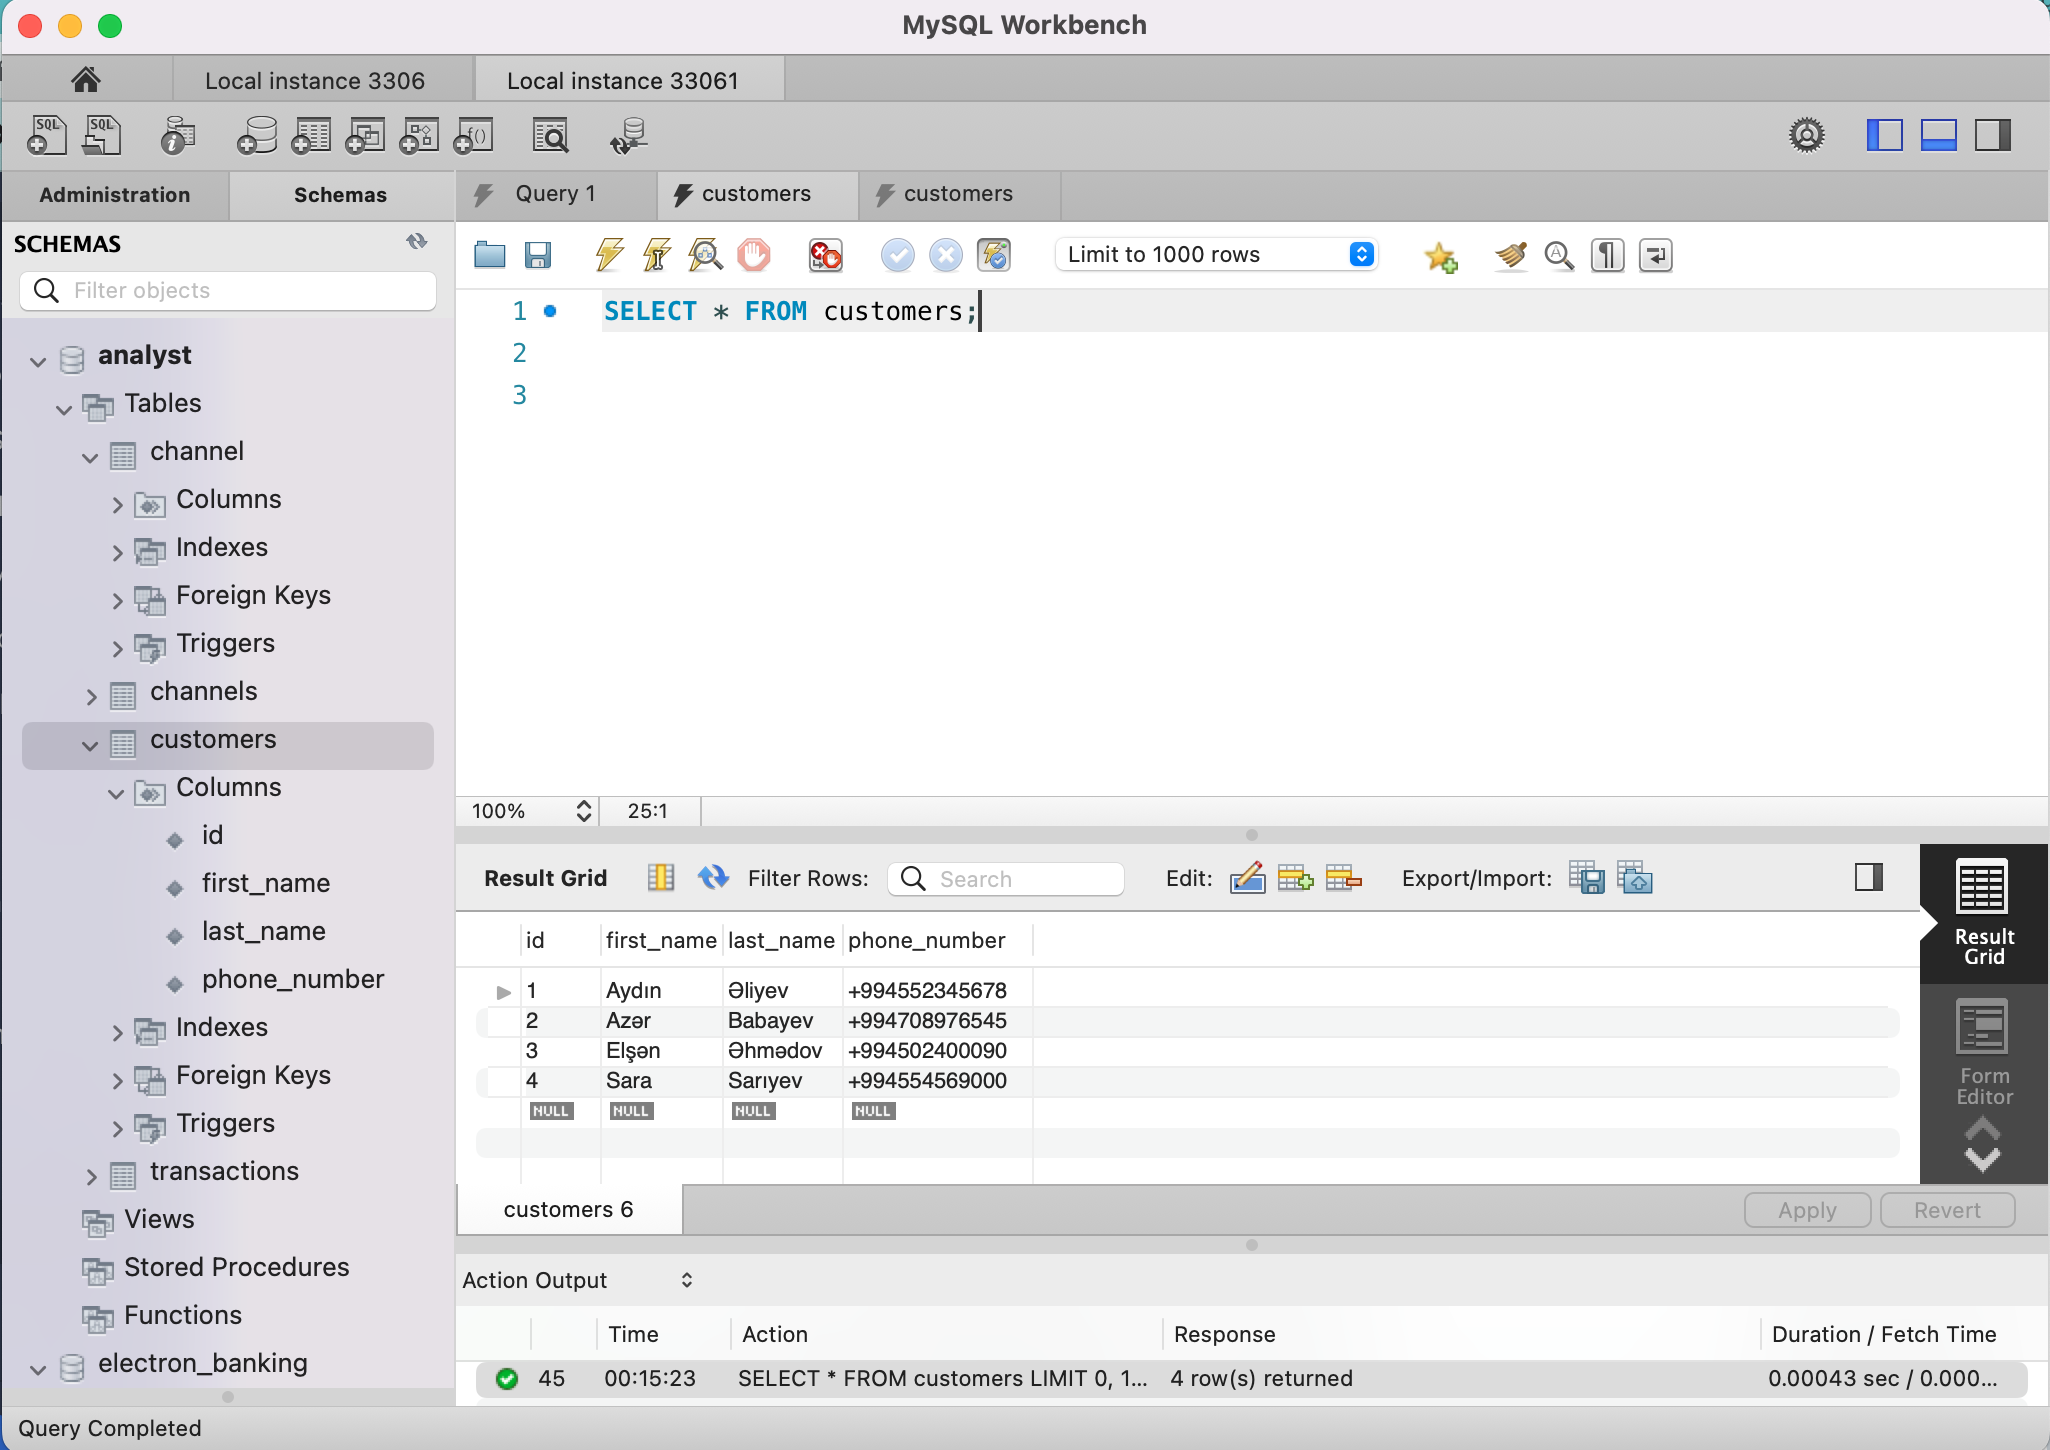 MySQL Workbench
Local instance 3306
Local instance 33061
Administration
Schemas
Query 1
customers
customers
SCHEMAS
Filter objects
Limit to 1000 rows
1 SELECT * FROM customers;
2
3
analyst
Tables
channel
Columns
Indexes
Foreign Keys
Triggers
channels
customers
Columns
id
first_name
last_name
phone_number
Indexes
Foreign Keys
Triggers
transactions
Views
Stored Procedures
Functions
electron_banking
100% 25:1
Result Grid Filter Rows: Search Edit: Export/Import:
id first_name last_name phone_number
1 Aydın Əliyev +994552345678
2 Azər Babayev +994708976545
3 Elşən Əhmədov +994502400090
4 Sara Sarıyev +994554569000
NULL NULL NULL NULL
Result
Grid
Form
Editor
customers 6
Apply
Revert
Action Output
Time Action Response Duration / Fetch Time
45 00:15:23 SELECT * FROM customers LIMIT 0, 1... 4 row(s) returned 0.00043 sec / 0.000...
Query Completed